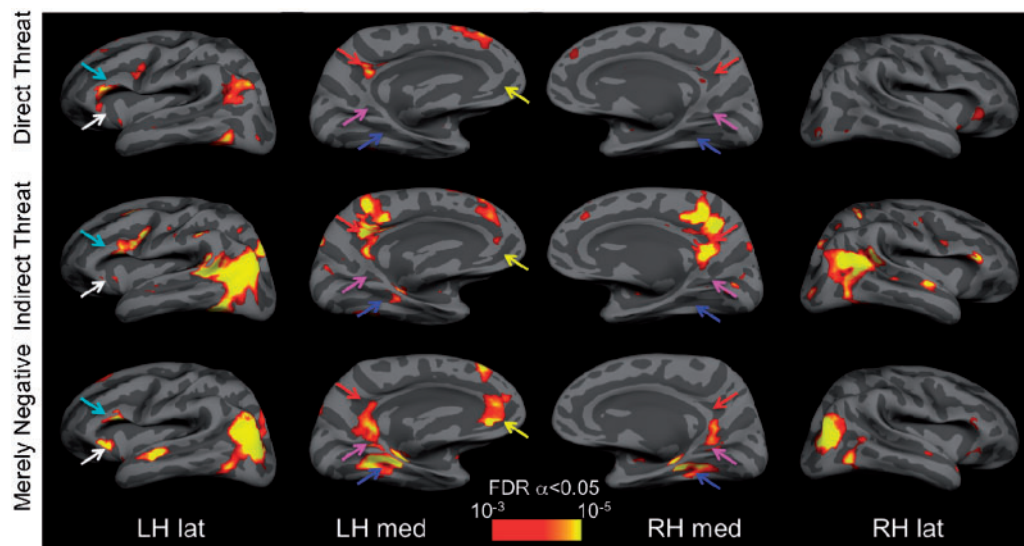 Direct Threat
Indirect Threat
Merely Negative
FDR α<0.05
10⁻³ 10⁻⁵
LH lat LH med RH med RH lat